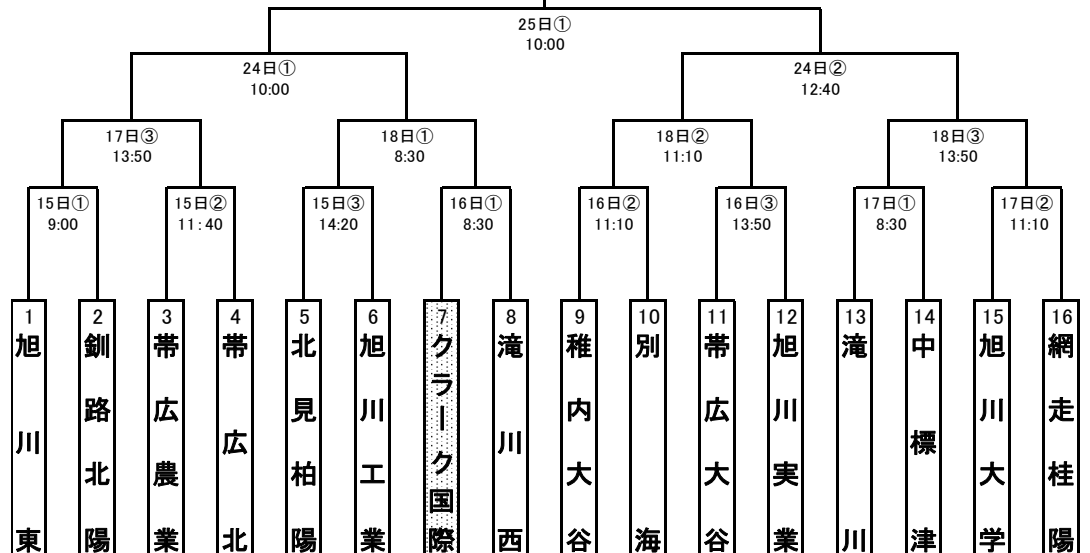 25日①
10:00
24日①
10:00
24日②
12:40
17日③
13:50
18日①
8:30
18日②
11:10
18日③
13:50
15日①
9:00
15日②
11:40
15日③
14:20
16日①
8:30
16日②
11:10
16日③
13:50
17日①
8:30
17日②
11:10
1
旭川東
2
釧路北陽
3
帯広農業
4
帯広北
5
北見柏陽
6
旭川工業
7
クラーク国際
8
滝川西
9
稚内大谷
10
別海
11
帯広大谷
12
旭川実業
13
滝川
14
中標津
15
旭川大学
16
網走桂陽